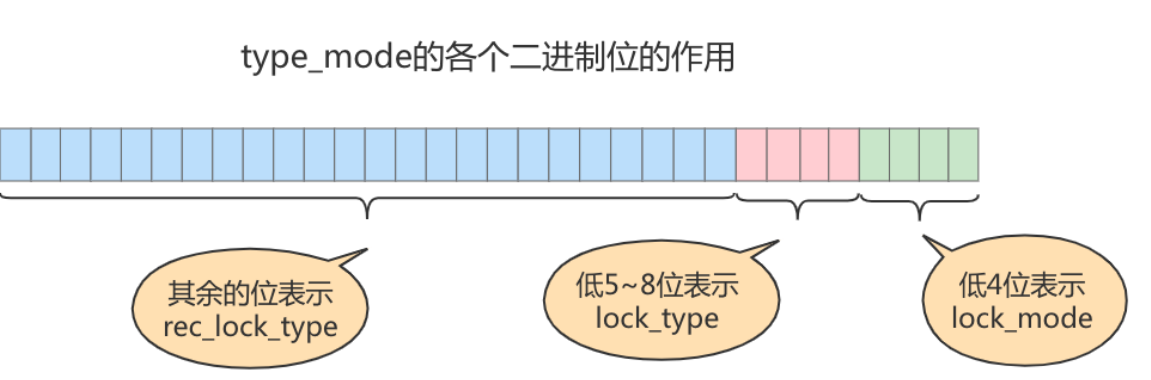 type_mode的各个二进制位的作用
其余的位表示
rec_lock_type
低5~8位表示
lock_type
低4位表示
lock_mode